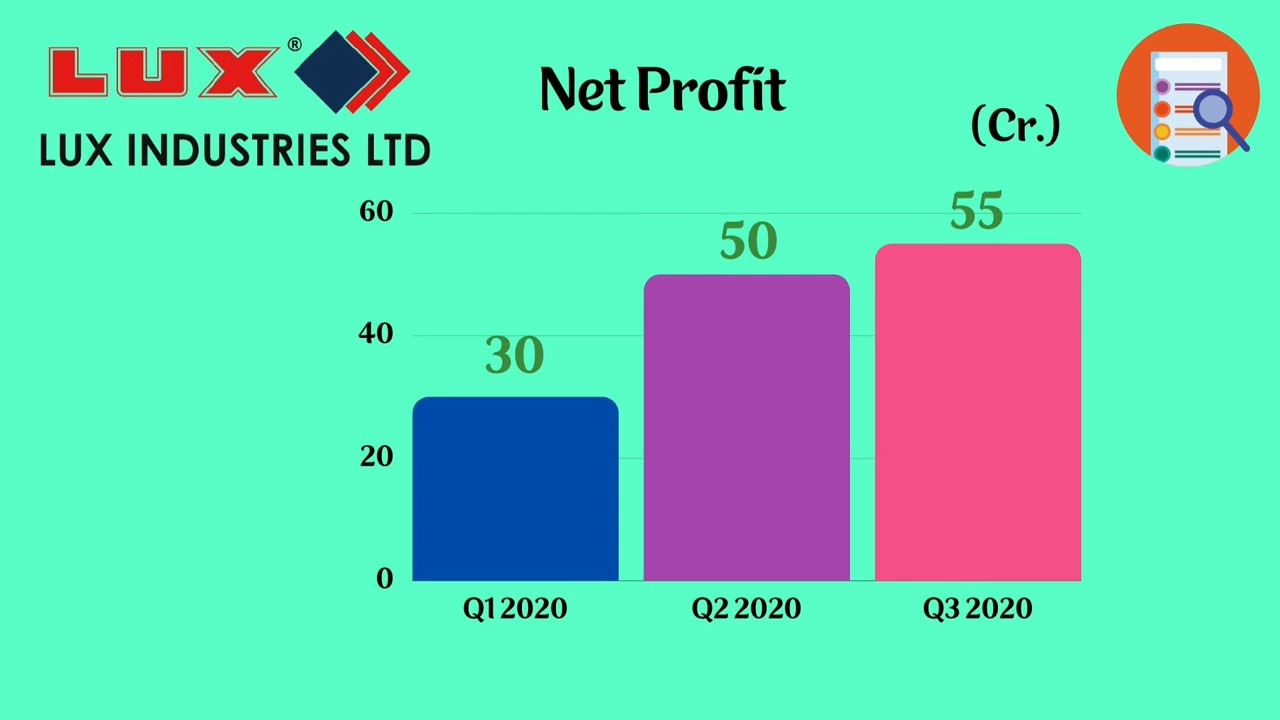 LUX®
LUX INDUSTRIES LTD
Net Profit
(Cr.)
60
40
20
0
30
50
55
Q1 2020
Q2 2020
Q3 2020